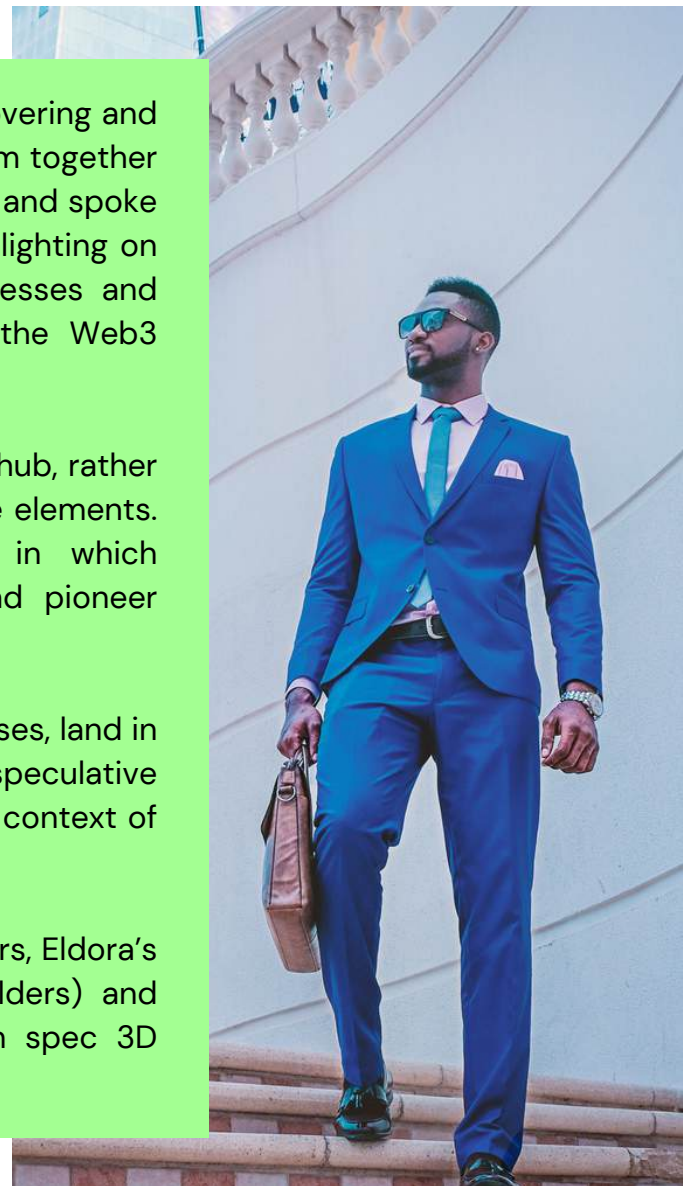 vering and
m together
and spoke
lighting on
esses and
the Web3
hub, rather
elements.
in which
d pioneer
ses, land in
speculative
context of
rs, Eldora's
lders) and
spec 3D